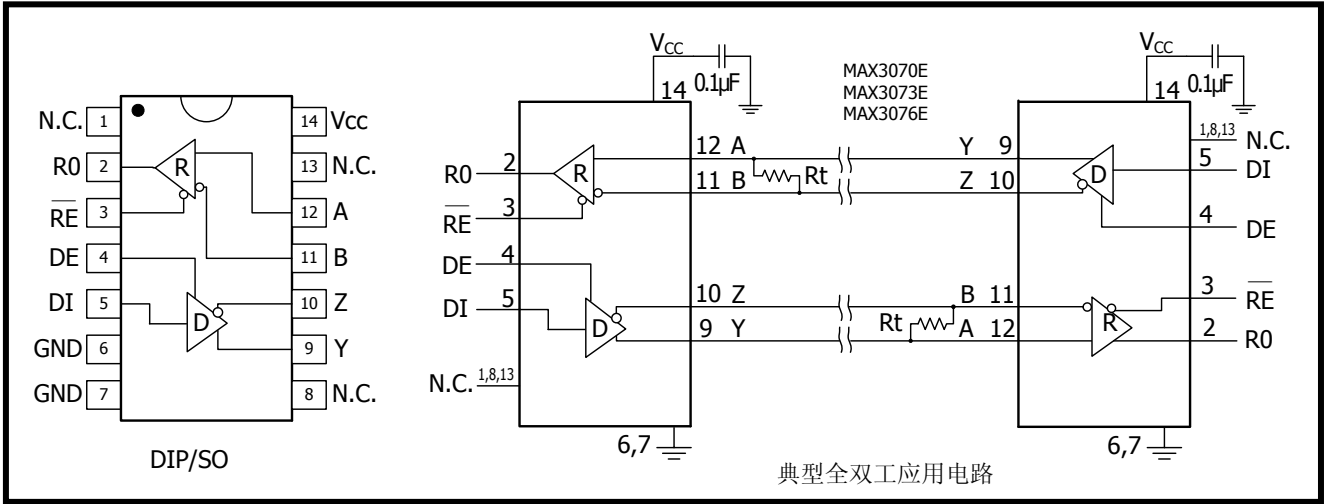 N.C. 1
R0 2
RE 3
DE 4
DI 5
GND 6
GND 7
14 Vcc
13 N.C.
12 A
11 B
10 Z
9 Y
8 N.C.
R
D
DIP/SO
VCC
14 0.1µF
R0 2
RE 3
DE 4
DI 5
N.C. 1,8,13
R
D
12 A
11 B
Rt
10 Z
9 Y
6,7
MAX3070E
MAX3073E
MAX3076E
VCC
14 0.1µF
Y 9
Z 10
B 11
Rt
A 12
D
R
1,8,13 N.C.
5 DI
4 DE
3 RE
2 R0
6,7
典型全双工应用电路